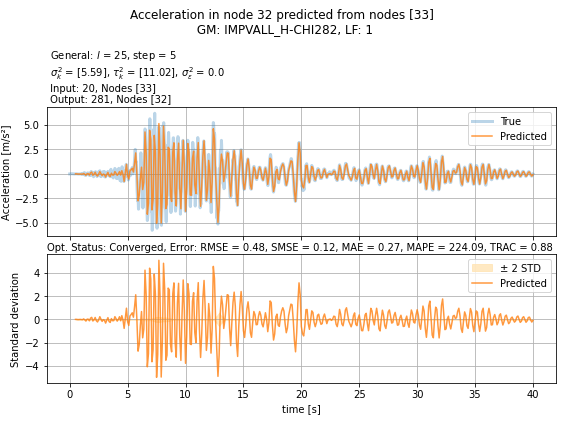 Acceleration in node 32 predicted from nodes [33]
GM: IMPVALL_H-CHI282, LF: 1
General: l = 25, step = 5
σ²ₖ = [5.59], τ²ₖ = [11.02], σ²ε = 0.0
Input: 20, Nodes [33]
Output: 281, Nodes [32]
Acceleration [m/s²]
5.0
2.5
0.0
−2.5
−5.0
True
Predicted
Opt. Status: Converged, Error: RMSE = 0.48, SMSE = 0.12, MAE = 0.27, MAPE = 224.09, TRAC = 0.88
Standard deviation
4
2
0
−2
−4
± 2 STD
Predicted
0 5 10 15 20 25 30 35 40
time [s]